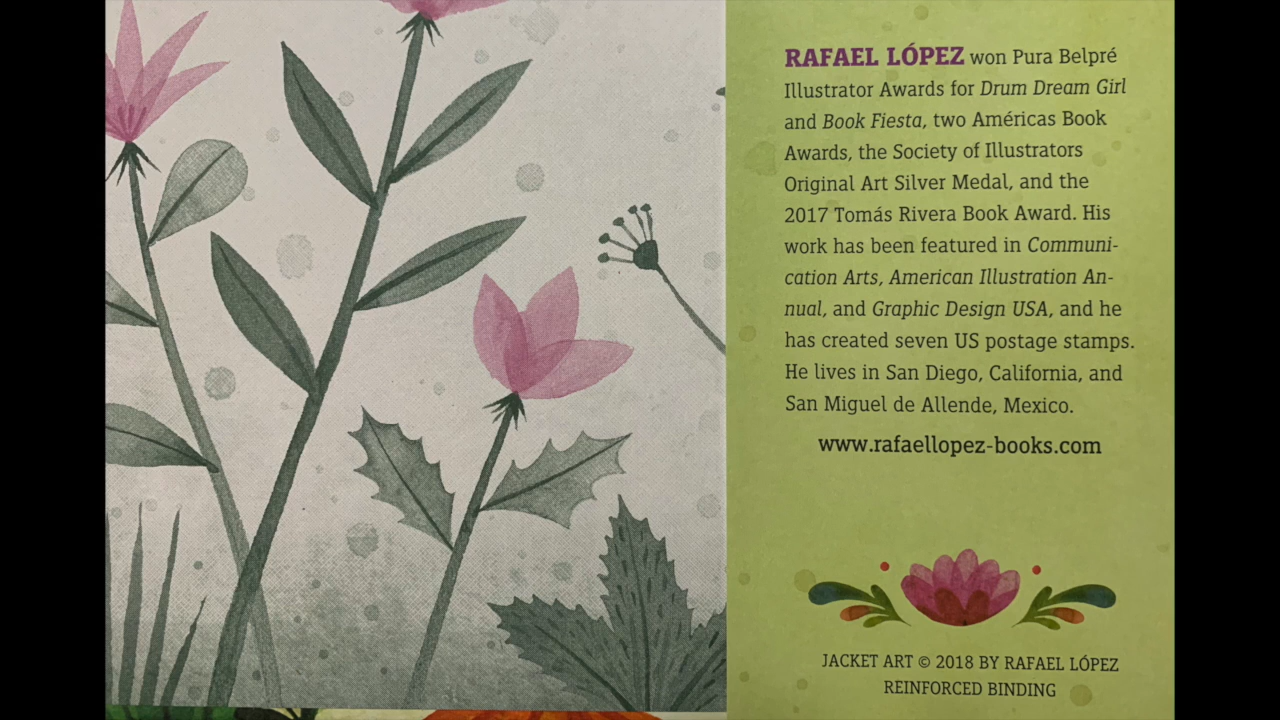 RAFAEL LÓPEZ won Pura Belpré
Illustrator Awards for Drum Dream Girl
and Book Fiesta, two Américas Book
Awards, the Society of Illustrators
Original Art Silver Medal, and the
2017 Tomás Rivera Book Award. His
work has been featured in Communi-
cation Arts, American Illustration An-
nual, and Graphic Design USA, and he
has created seven US postage stamps.
He lives in San Diego, California, and
San Miguel de Allende, Mexico.
www.rafaellopez-books.com
JACKET ART © 2018 BY RAFAEL LÓPEZ
REINFORCED BINDING